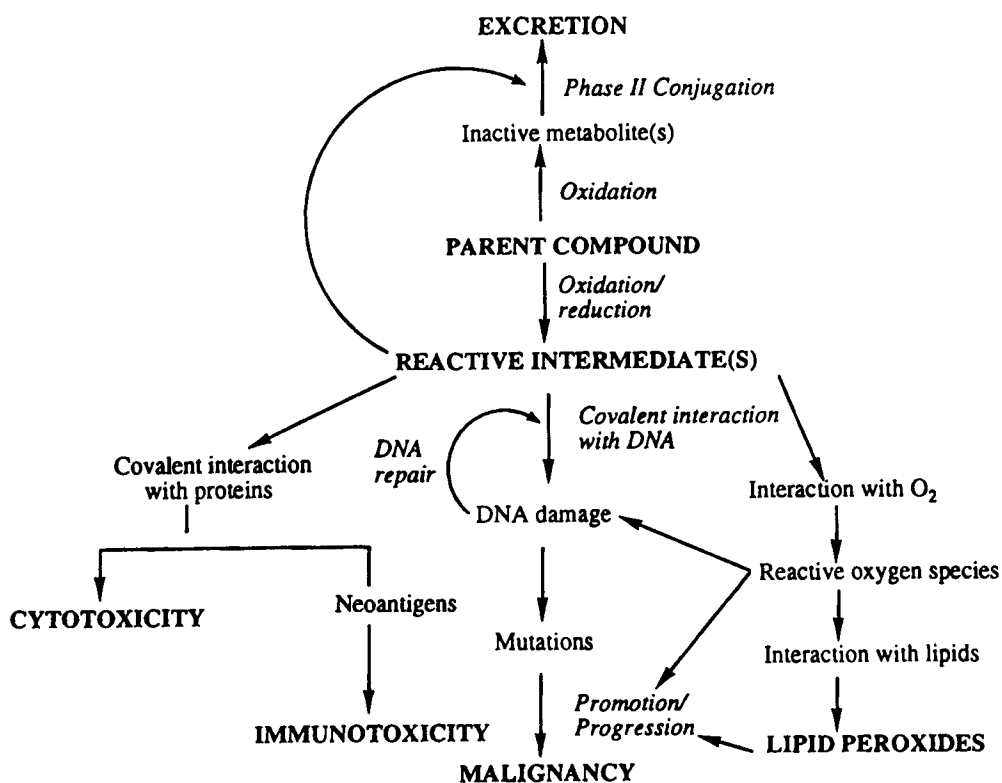 EXCRETION
Phase II Conjugation
Inactive metabolite(s)
Oxidation
PARENT COMPOUND
Oxidation/
reduction
REACTIVE INTERMEDIATE(S)
Covalent interaction
with DNA
DNA
repair
Covalent interaction
with proteins
Interaction with O₂
DNA damage
Reactive oxygen species
CYTOTOXICITY
Neoantigens
Mutations
Interaction with lipids
Promotion/
Progression
IMMUNOTOXICITY
LIPID PEROXIDES
MALIGNANCY